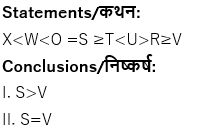 Statements/कथन:
X<W<O =S ≥T<U>R≥V
Conclusions/निष्कर्ष:
I. S>V
II. S=V